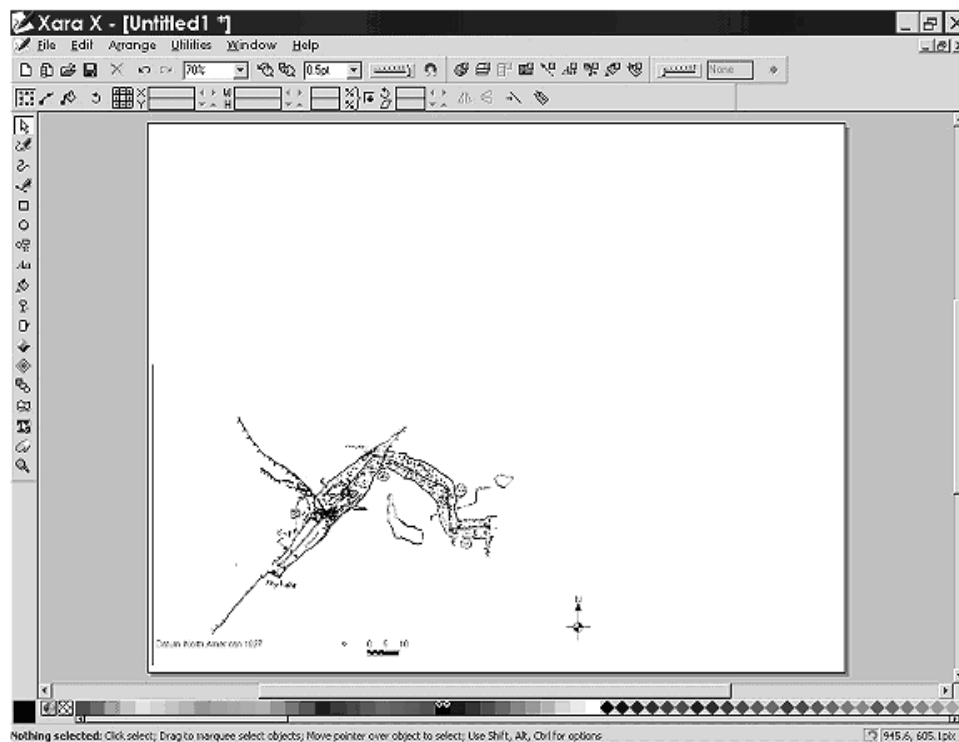 Xara X - [Untitled1 *]
File Edit Arrange Utilities Window Help
70% 0.5pt None
X Y W H
Aa
N
Datum North American 1927
0 5 10
Nothing selected: Click select; Drag to marquee select objects; Move pointer over object to select; Use Shift, Alt, Ctrl for options
945.6, 605.1pix